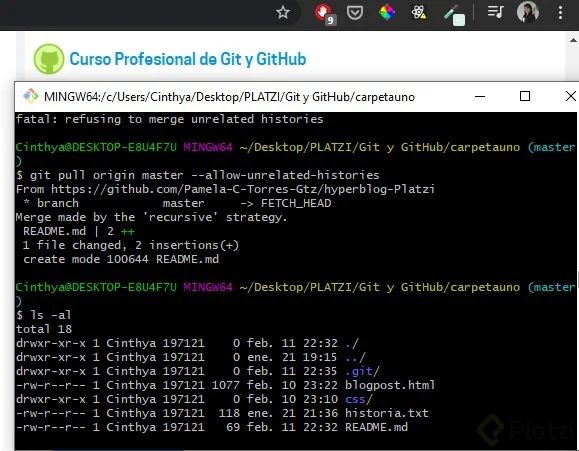 9
Curso Profesional de Git y GitHub
MINGW64:/c/Users/Cinthya/Desktop/PLATZI/Git y GitHub/carpetauno
fatal: refusing to merge unrelated histories
Cinthya@DESKTOP-E8U4F7U MINGW64 ~/Desktop/PLATZI/Git y GitHub/carpetauno (master
)
$ git pull origin master --allow-unrelated-histories
From https://github.com/Pamela-C-Torres-Gtz/hyperblog-Platzi
 * branch            master     -> FETCH_HEAD
Merge made by the 'recursive' strategy.
 README.md | 2 ++
 1 file changed, 2 insertions(+)
 create mode 100644 README.md
Cinthya@DESKTOP-E8U4F7U MINGW64 ~/Desktop/PLATZI/Git y GitHub/carpetauno (master
)
$ ls -al
total 18
drwxr-xr-x 1 Cinthya 197121    0 feb. 11 22:32 ./
drwxr-xr-x 1 Cinthya 197121    0 ene. 21 19:15 ../
drwxr-xr-x 1 Cinthya 197121    0 feb. 11 22:35 .git/
-rw-r--r-- 1 Cinthya 197121 1077 feb. 10 23:22 blogpost.html
drwxr-xr-x 1 Cinthya 197121    0 feb. 10 23:10 css/
-rw-r--r-- 1 Cinthya 197121  118 ene. 21 21:36 historia.txt
-rw-r--r-- 1 Cinthya 197121   69 feb. 11 22:32 README.md
Platzi